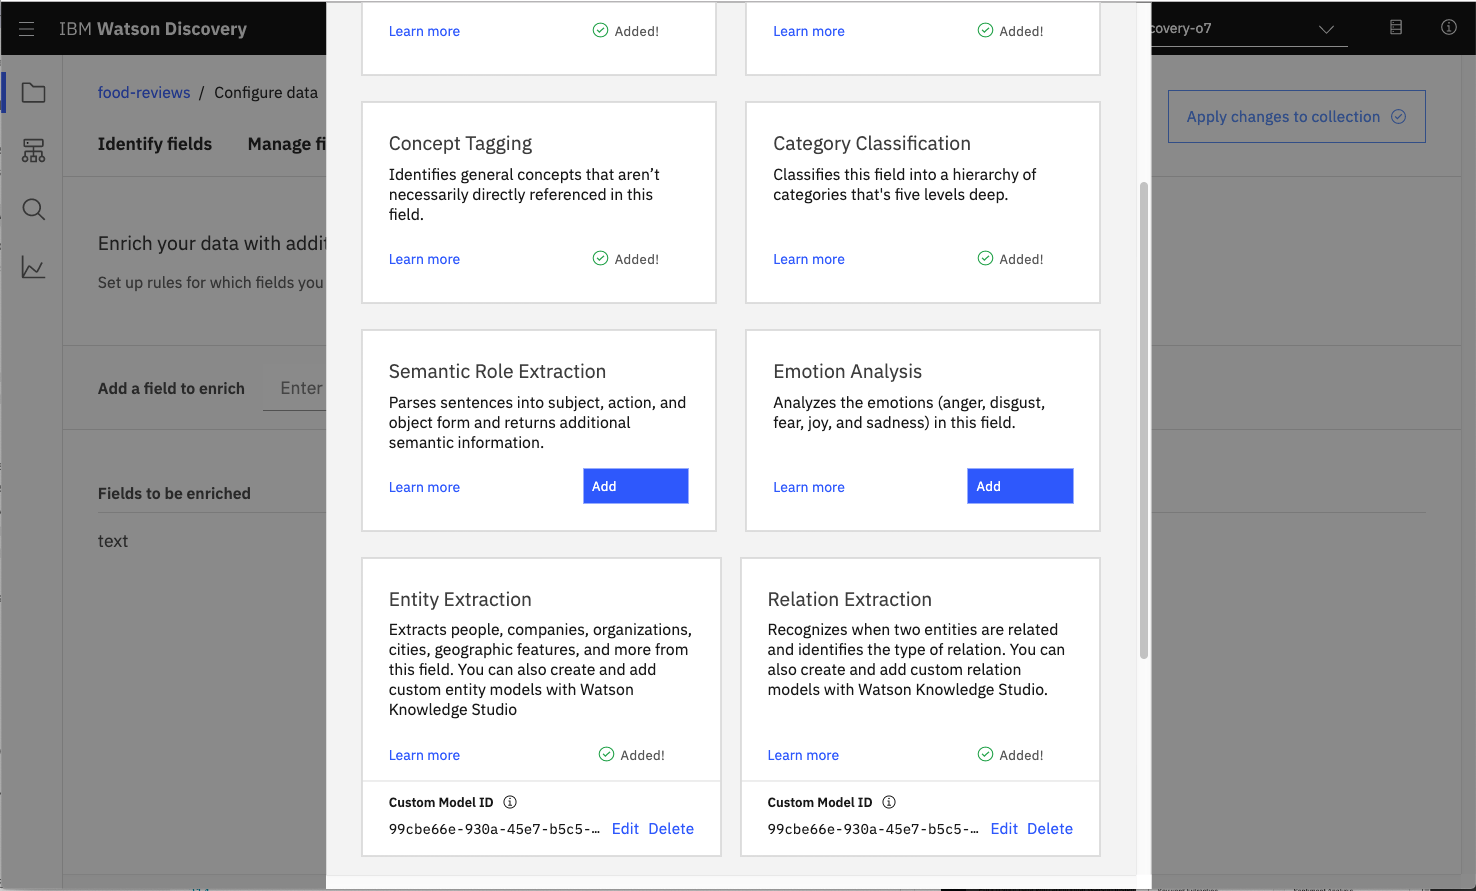 IBM Watson Discovery
covery-o7
food-reviews / Configure data
Apply changes to collection
Identify fields
Enrich your data with
Set up rules for which fields you
Add a field to enrich
Enter
Fields to be enriched
text
Learn more
Added!
Learn more
Added!
Concept Tagging
Identifies general concepts that aren’t
necessarily directly referenced in this
field.
Learn more
Added!
Category Classification
Classifies this field into a hierarchy of
categories that's five levels deep.
Learn more
Added!
Semantic Role Extraction
Parses sentences into subject, action, and
object form and returns additional
semantic information.
Learn more
Add
Emotion Analysis
Analyzes the emotions (anger, disgust,
fear, joy, and sadness) in this field.
Learn more
Add
Entity Extraction
Extracts people, companies, organizations,
cities, geographic features, and more from
this field. You can also create and add
custom entity models with Watson
Knowledge Studio
Learn more
Added!
Custom Model ID
99cbe66e-930a-45e7-b5c5-…
Edit Delete
Relation Extraction
Recognizes when two entities are related
and identifies the type of relation. You can
also create and add custom relation
models with Watson Knowledge Studio.
Learn more
Added!
Custom Model ID
99cbe66e-930a-45e7-b5c5-…
Edit Delete